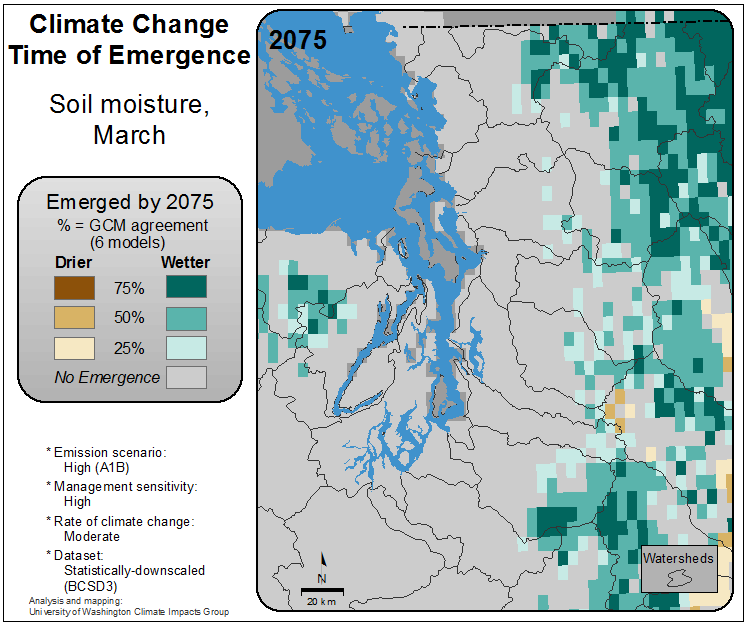 Climate Change
Time of Emergence
Soil moisture,
March
Emerged by 2075
% = GCM agreement
(6 models)
Drier Wetter
75%
50%
25%
No Emergence
* Emission scenario:
High (A1B)
* Management sensitivity:
High
* Rate of climate change:
Moderate
* Dataset:
Statistically-downscaled
(BCSD3)
Analysis and mapping:
University of Washington Climate Impacts Group
2075
N
20 km
Watersheds